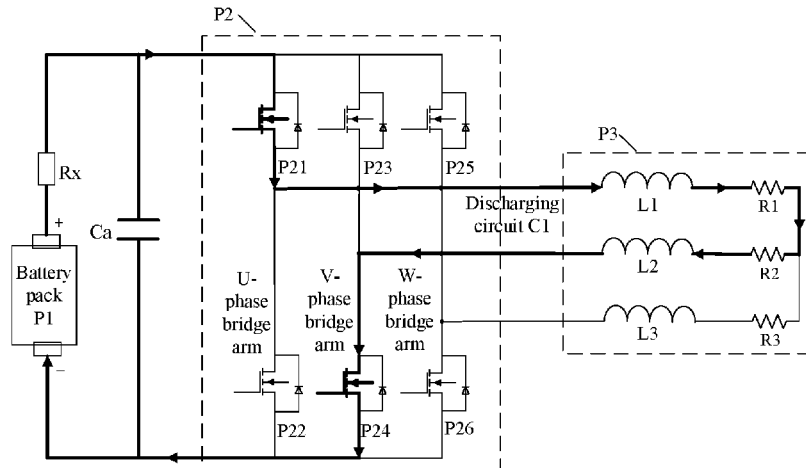 P2
P3
P21
P23
P25
Rx
+
Ca
Battery
pack
P1
−
Discharging
circuit C1
L1
R1
L2
R2
L3
R3
U-
phase
bridge
arm
V-
phase
bridge
arm
W-
phase
bridge
arm
P22
P24
P26